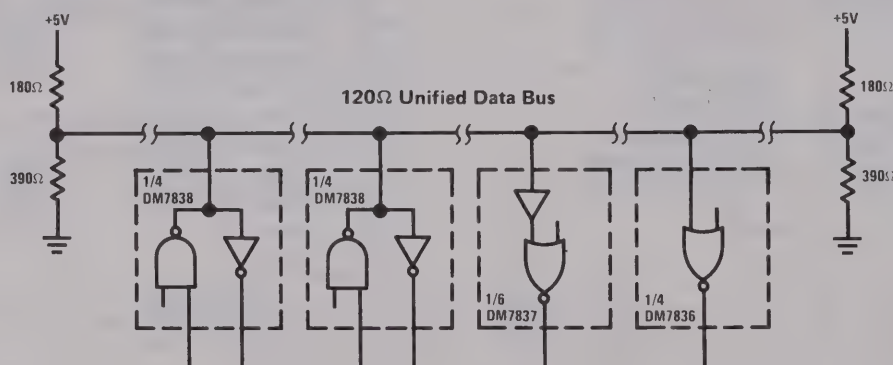 +5V
+5V
180Ω
180Ω
120Ω Unified Data Bus
390Ω
390Ω
1/4
DM7838
1/4
DM7838
1/6
DM7837
1/4
DM7836